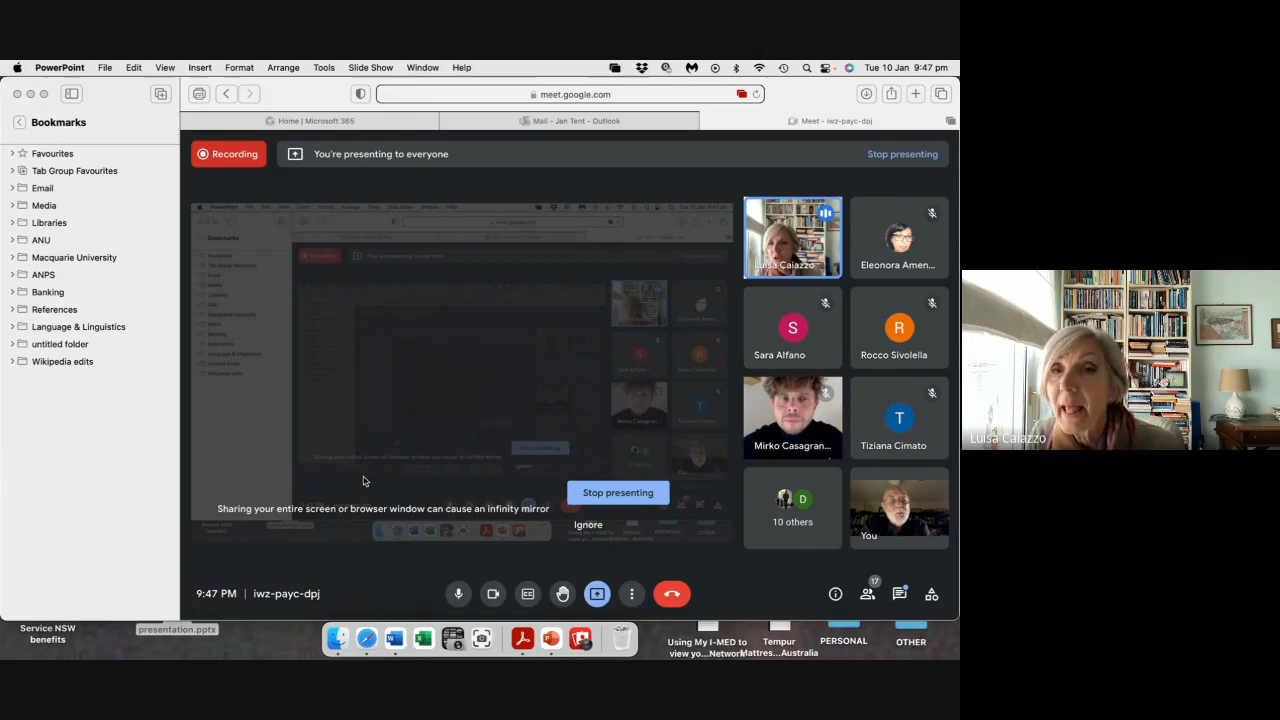 PowerPoint File Edit View Insert Format Arrange Tools Slide Show Window Help Tue 10 Jan 9:47 pm
meet.google.com
Bookmarks
Home | Microsoft 365
Mail - Jan Tent - Outlook
Meet - iwz-payc-dpj
Favourites
Tab Group Favourites
Email
Media
Libraries
ANU
Macquarie University
ANPS
Banking
References
Language & Linguistics
untitled folder
Wikipedia edits
Recording
You're presenting to everyone
Stop presenting
Luisa Caiazzo
Eleonora Amen...
Sara Alfano
S
Rocco Sivolella
R
Mirko Casagran...
Tiziana Cimato
T
D
10 others
You
Stop presenting
Sharing your entire screen or browser window can cause an infinity mirror
Ignore
9:47 PM | iwz-payc-dpj
17
Service NSW
benefits
presentation.pptx
Using My I-MED to
view yo...Network
Tempur
Mattres...Australia
PERSONAL
OTHER
Luisa Caiazzo